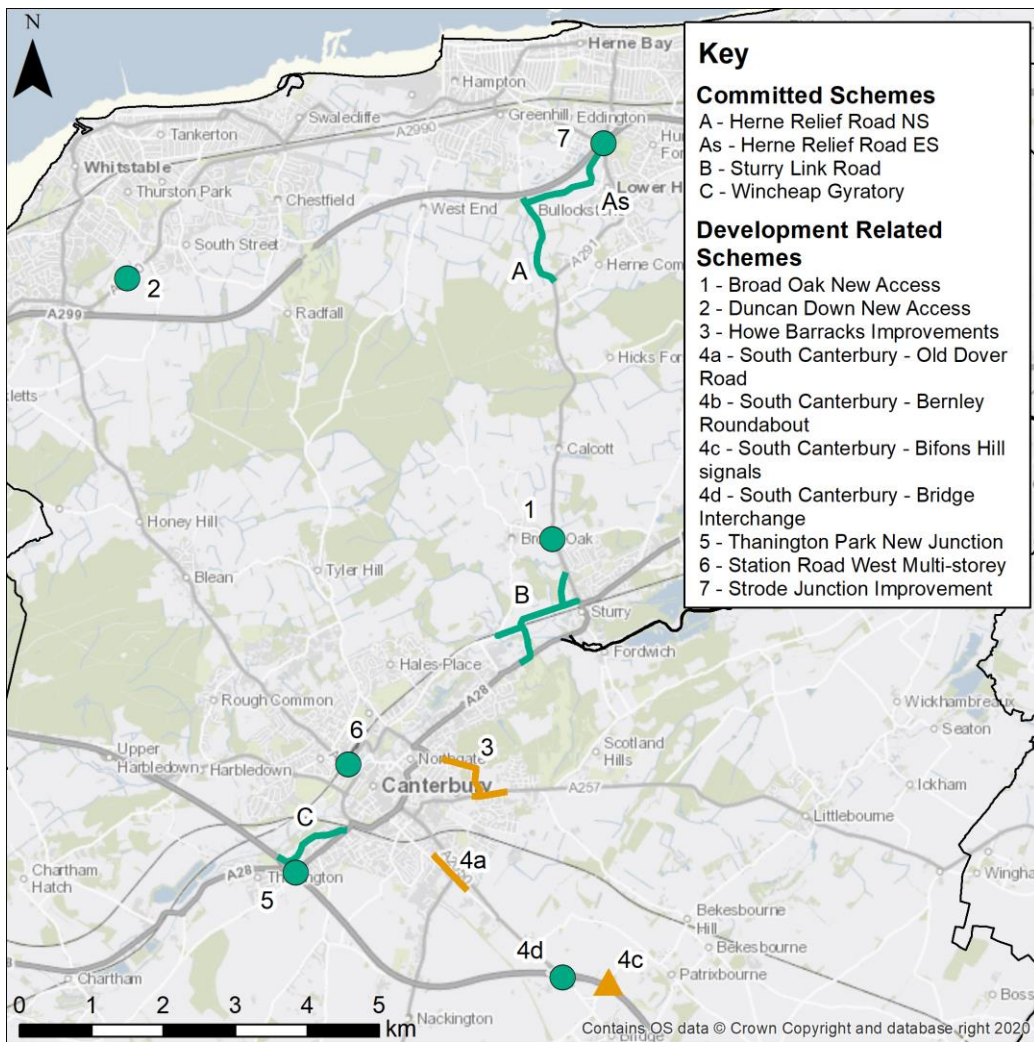 N
Herne Bay
Hampton
Swalecliffe
Greenhill
Eddington
A2990
Tankerton
7
Whitstable
Thurston Park
Lower H
As
Chestfield
West End
Bullocksto
South Street
A291
A
Herne Com
2
A299
Radfall
Hicks For
kletts
Calcott
1
Honey Hill
Broad Oak
Tyler Hill
Blean
B
Sturry
Hales Place
Fordwich
A28
Rough Common
Wickhambreaux
Seaton
6
3
Upper
Harbledown
Harbledown
Northgate
Scotland
Hills
Canterbury
A257
Ickham
C
Littlebourne
4a
Chartham
Hatch
A28
Thanington
Wingha
5
Bekesbourne
Hill
Bekesbourne
4d
4c
Chartham
Patrixbourne
Boss
0 1 2 3 4 5
km
Nackington
Bridge
Contains OS data © Crown Copyright and database right 2020
Key
Committed Schemes
A - Herne Relief Road NS
As - Herne Relief Road ES
B - Sturry Link Road
C - Wincheap Gyratory
Development Related
Schemes
1 - Broad Oak New Access
2 - Duncan Down New Access
3 - Howe Barracks Improvements
4a - South Canterbury - Old Dover
Road
4b - South Canterbury - Bernley
Roundabout
4c - South Canterbury - Bifons Hill
signals
4d - South Canterbury - Bridge
Interchange
5 - Thanington Park New Junction
6 - Station Road West Multi-storey
7 - Strode Junction Improvement